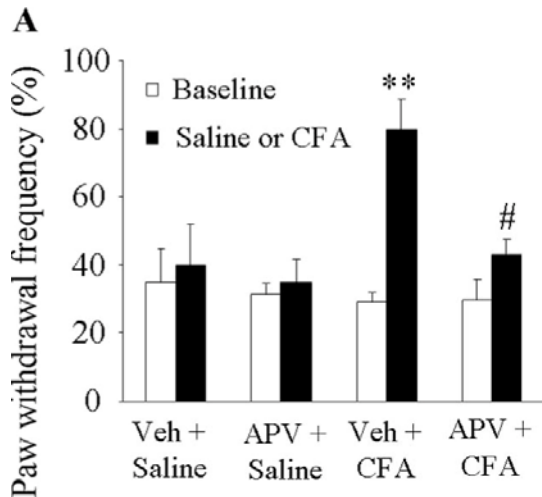 A
Paw withdrawal frequency (%)
100
80
60
40
20
0
Baseline
Saline or CFA
**
#
Veh +
Saline
APV +
Saline
Veh +
CFA
APV +
CFA